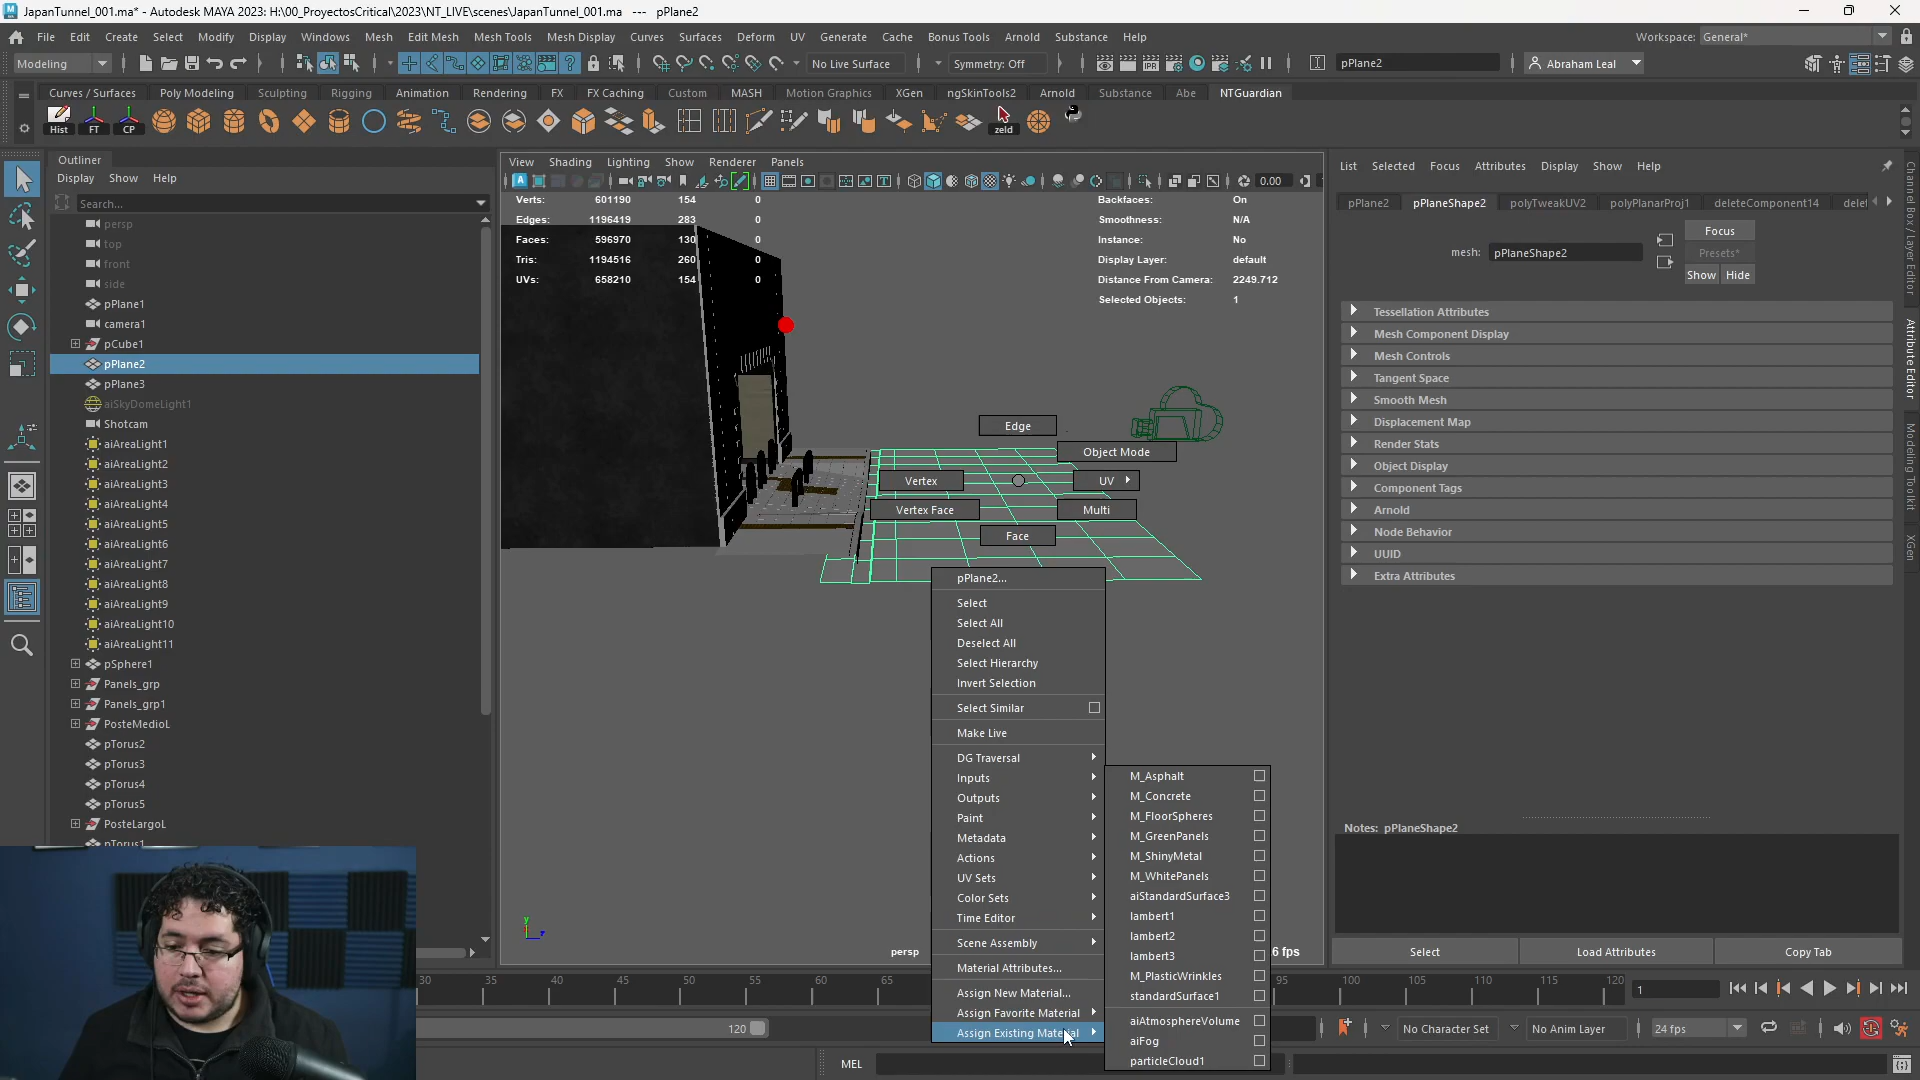 JapanTunnel_001.ma* - Autodesk MAYA 2023: H:\00_ProyectosCritical\2023\NT_LIVE\scenes\JapanTunnel_001.ma --- pPlane2
File Edit Create Select Modify Display Windows Mesh Edit Mesh Mesh Tools Mesh Display Curves Surfaces Deform UV Generate Cache Bonus Tools Arnold Substance Help
Workspace: General*
Modeling
No Live Surface
Symmetry: Off
pPlane2
Abraham Leal
Curves / Surfaces Poly Modeling Sculpting Rigging Animation Rendering FX FX Caching Custom MASH Motion Graphics XGen ngSkinTools2 Arnold Substance Abe NTGuardian
Hist FT CP zeld
Outliner
Display Show Help
Search...
persp
top
front
side
pPlane1
camera1
pCube1
pPlane2
pPlane3
aiSkyDomeLight1
Shotcam
aiAreaLight1
aiAreaLight2
aiAreaLight3
aiAreaLight4
aiAreaLight5
aiAreaLight6
aiAreaLight7
aiAreaLight8
aiAreaLight9
aiAreaLight10
aiAreaLight11
pSphere1
Panels_grp
Panels_grp1
PosteMedioL
pTorus2
pTorus3
pTorus4
pTorus5
PosteLargoL
pTorus1
View Shading Lighting Show Renderer Panels
0.00
Verts: 601190 154 0
Edges: 1196419 283 0
Faces: 596970 130 0
Tris: 1194516 260 0
UVs: 658210 154 0
Backfaces: On
Smoothness: N/A
Instance: No
Display Layer: default
Distance From Camera: 2249.712
Selected Objects: 1
Edge
Object Mode
Vertex
UV
Vertex Face
Multi
Face
pPlane2...
Select
Select All
Deselect All
Select Hierarchy
Invert Selection
Select Similar
Make Live
DG Traversal
Inputs
Outputs
Paint
Metadata
Actions
UV Sets
Color Sets
Time Editor
Scene Assembly
Material Attributes...
Assign New Material...
Assign Favorite Material
Assign Existing Material
M_Asphalt
M_Concrete
M_FloorSpheres
M_GreenPanels
M_ShinyMetal
M_WhitePanels
aiStandardSurface3
lambert1
lambert2
lambert3
M_PlasticWrinkles
standardSurface1
aiAtmosphereVolume
aiFog
particleCloud1
y
persp
6 fps
List Selected Focus Attributes Display Show Help
pPlane2 pPlaneShape2 polyTweakUV2 polyPlanarProj1 deleteComponent14 delet
mesh: pPlaneShape2
Focus
Presets*
Show Hide
Tessellation Attributes
Mesh Component Display
Mesh Controls
Tangent Space
Smooth Mesh
Displacement Map
Render Stats
Object Display
Component Tags
Arnold
Node Behavior
UUID
Extra Attributes
Notes: pPlaneShape2
Select Load Attributes Copy Tab
Channel Box / Layer Editor
Attribute Editor
Modeling Toolkit
XGen
30 35 40 45 50 55 60 65 95 100 105 110 115 120
1
120
No Character Set
No Anim Layer
24 fps
MEL